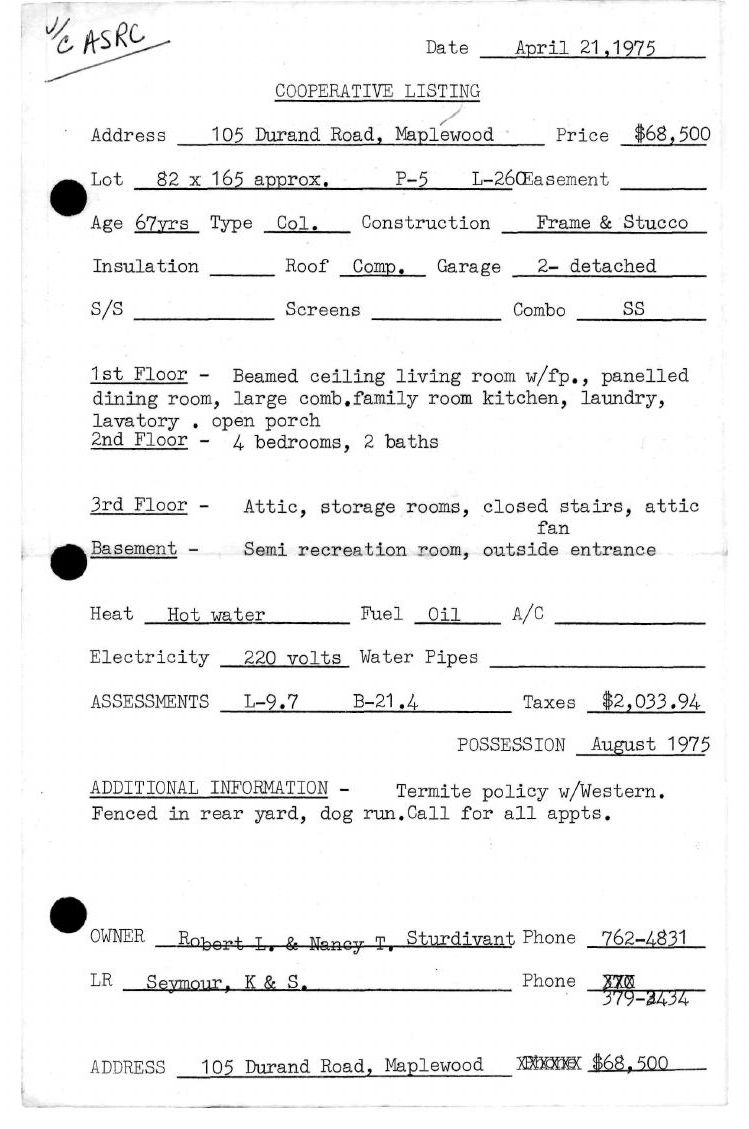 U/C ASRC
Date April 21,1975
COOPERATIVE LISTING
Address 105 Durand Road, Maplewood Price $68,500
Lot 82 x 165 approx. P-5 L-260 Easement
Age 67yrs Type Col. Construction Frame & Stucco
Insulation Roof Comp. Garage 2- detached
S/S Screens Combo SS
1st Floor - Beamed ceiling living room w/fp., panelled
dining room, large comb.family room kitchen, laundry,
lavatory . open porch
2nd Floor - 4 bedrooms, 2 baths
3rd Floor - Attic, storage rooms, closed stairs, attic
fan
Basement - Semi recreation room, outside entrance
Heat Hot water Fuel Oil A/C
Electricity 220 volts Water Pipes
ASSESSMENTS L-9.7 B-21.4 Taxes $2,033.94
POSSESSION August 1975
ADDITIONAL INFORMATION - Termite policy w/Western.
Fenced in rear yard, dog run.Call for all appts.
OWNER Robert L. & Nancy T. Sturdivant Phone 762-4831
LR Seymour, K & S. Phone
ADDRESS 105 Durand Road, Maplewood $68,500